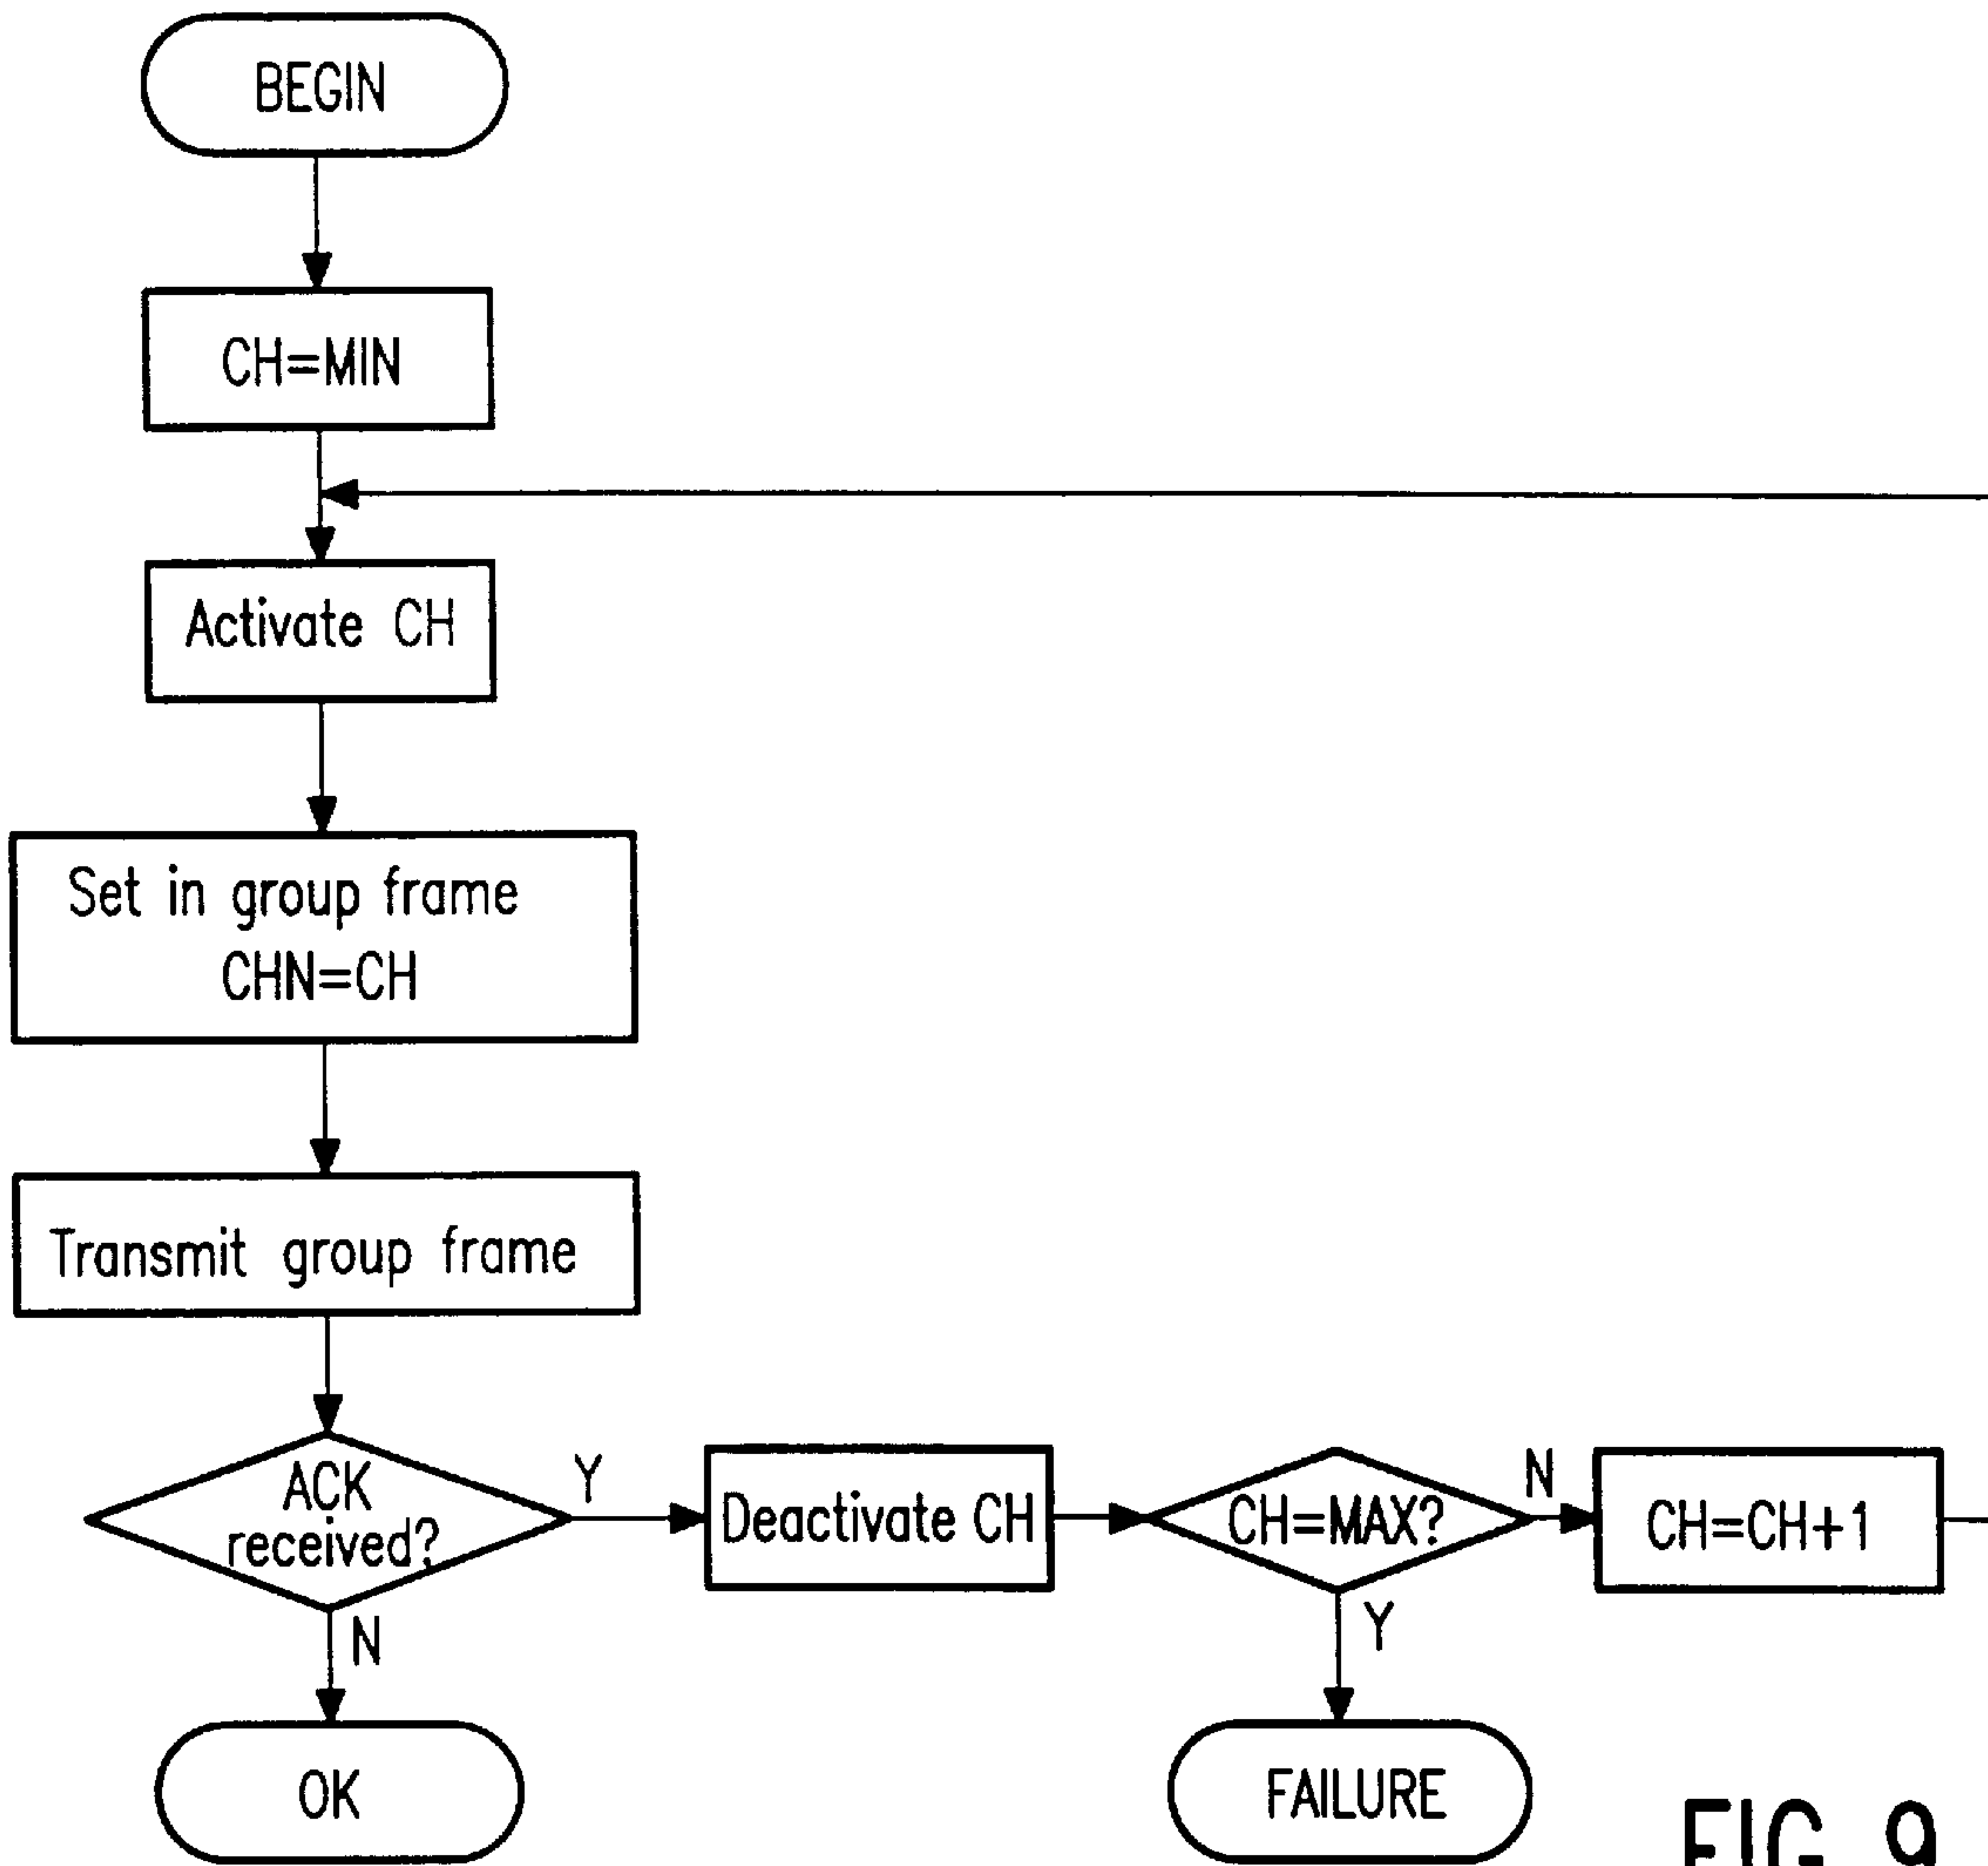 BEGIN
CH=MIN
Activate CH
Set in group frame
CHN=CH
Transmit group frame
ACK
received?
Y
Deactivate CH
CH=MAX?
N
CH=CH+1
N
Y
OK
FAILURE
FIG 9